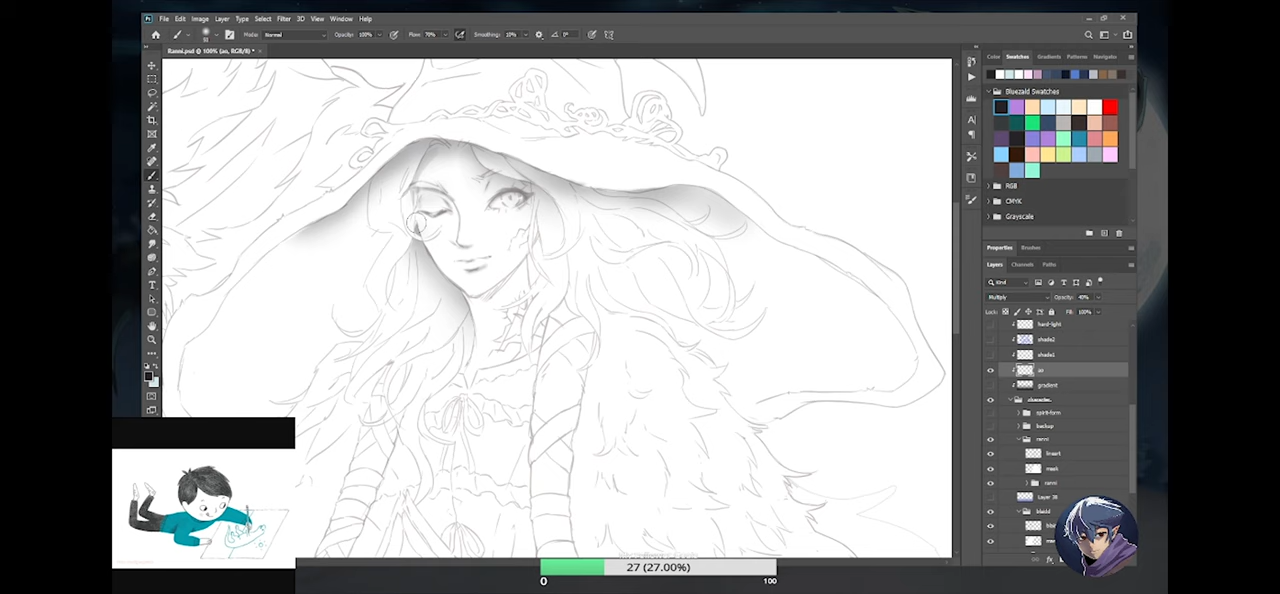 File Edit Image Layer Type Select Filter 3D View Window Help
Mode: Normal Opacity: 100% Flow: 70% Smoothing: 10% 0°
Ranni.psd @ 100% (ao, RGB/8) *
Color Swatches Gradients Patterns Navigator
Bluezald Swatches
RGB
CMYK
Grayscale
Properties Brushes
Layers Channels Paths
Kind
Multiply Opacity: 40%
Lock: Fill: 100%
hard-light
shade2
shade1
ao
gradient
character
spirit-form
backup
ranni
lineart
mask
ranni
Layer 38
27 (27.00%)
0 100